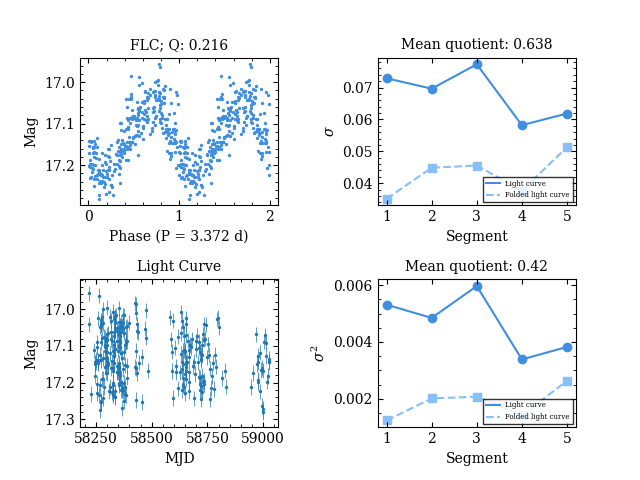 FLC; Q: 0.216
Mag
17.0
17.1
17.2
0
1
2
Phase (P = 3.372 d)
Mean quotient: 0.638
σ
0.07
0.06
0.05
0.04
1
2
3
4
5
Light curve
Folded light curve
Segment
Light Curve
Mag
17.0
17.1
17.2
17.3
58250
58500
58750
59000
MJD
Mean quotient: 0.42
σ²
0.006
0.004
0.002
1
2
3
4
5
Light curve
Folded light curve
Segment